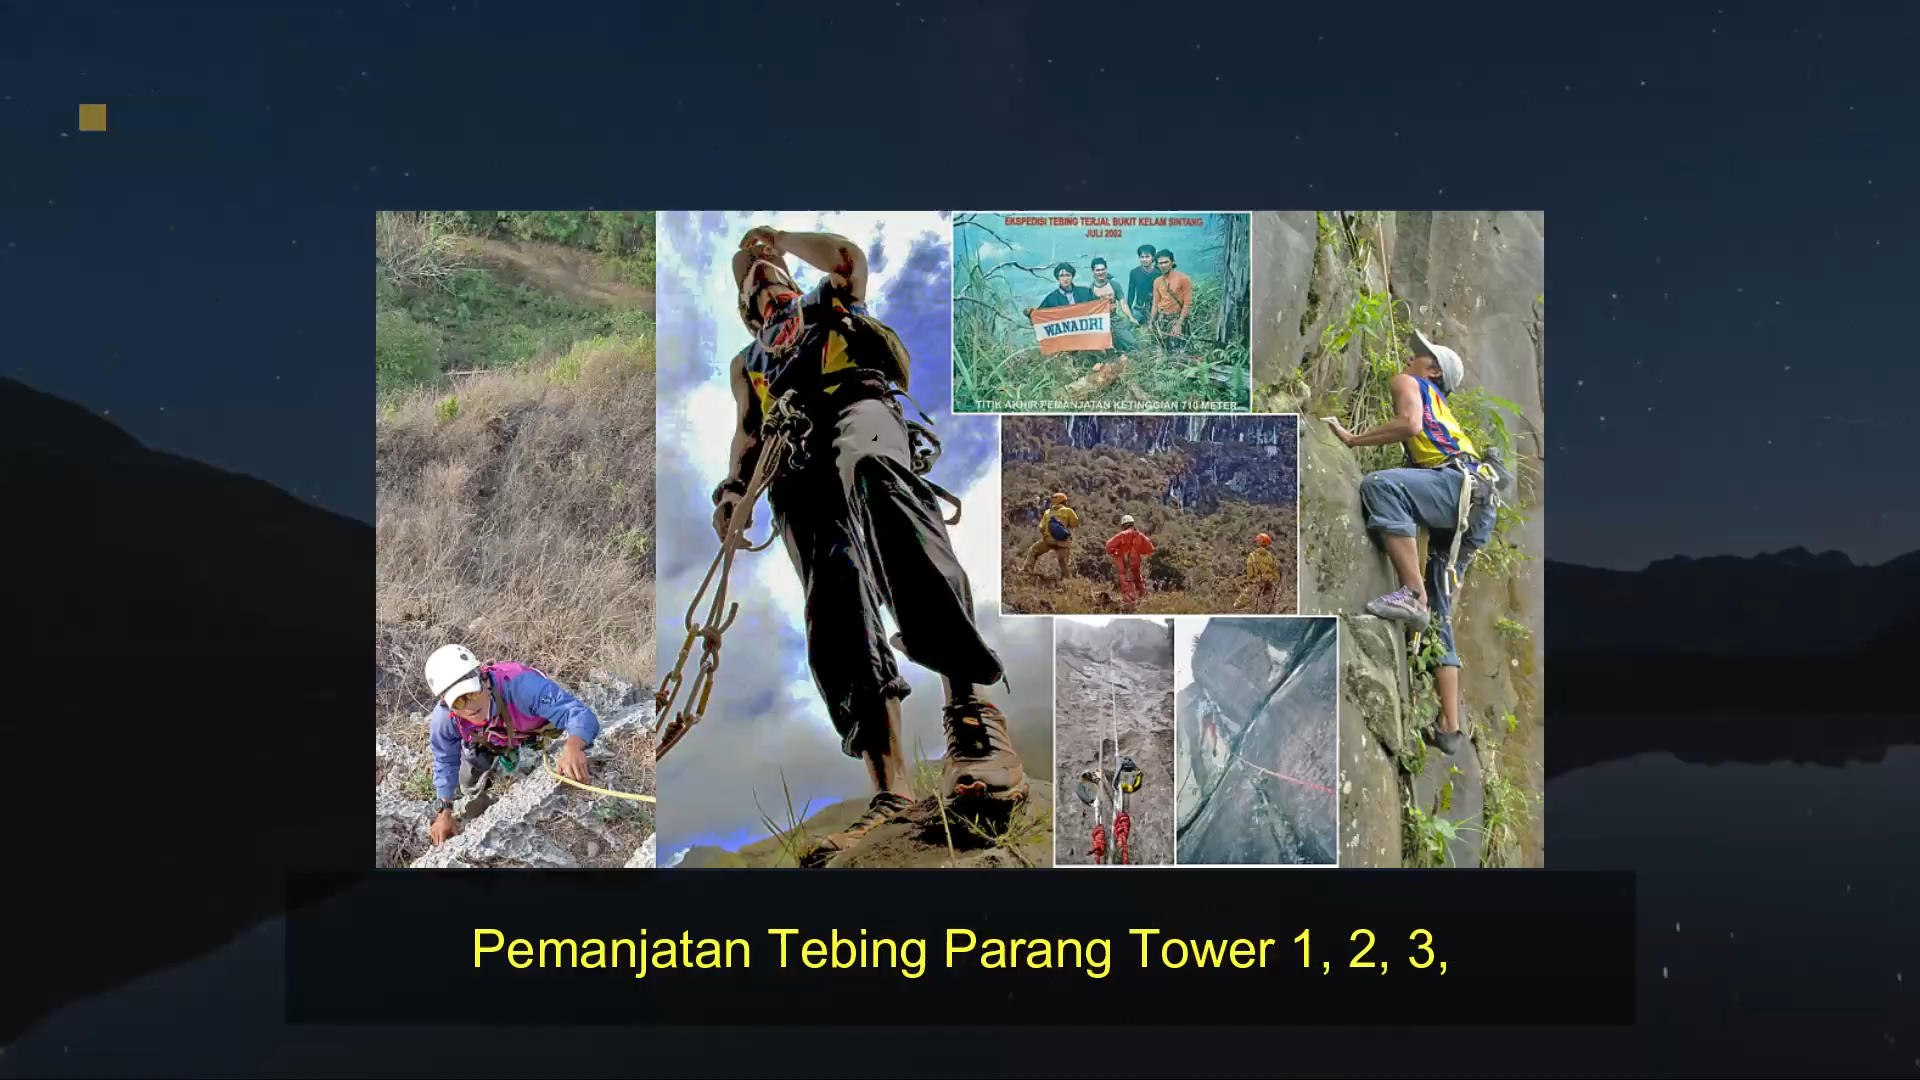 EKSPEDISI TEBING TERJAL BUKIT KELAM SINTANG
JULI 2002
WANADRI
TITIK AKHIR PEMANJATAN KETINGGIAN 710 METER
Pemanjatan Tebing Parang Tower 1, 2, 3,